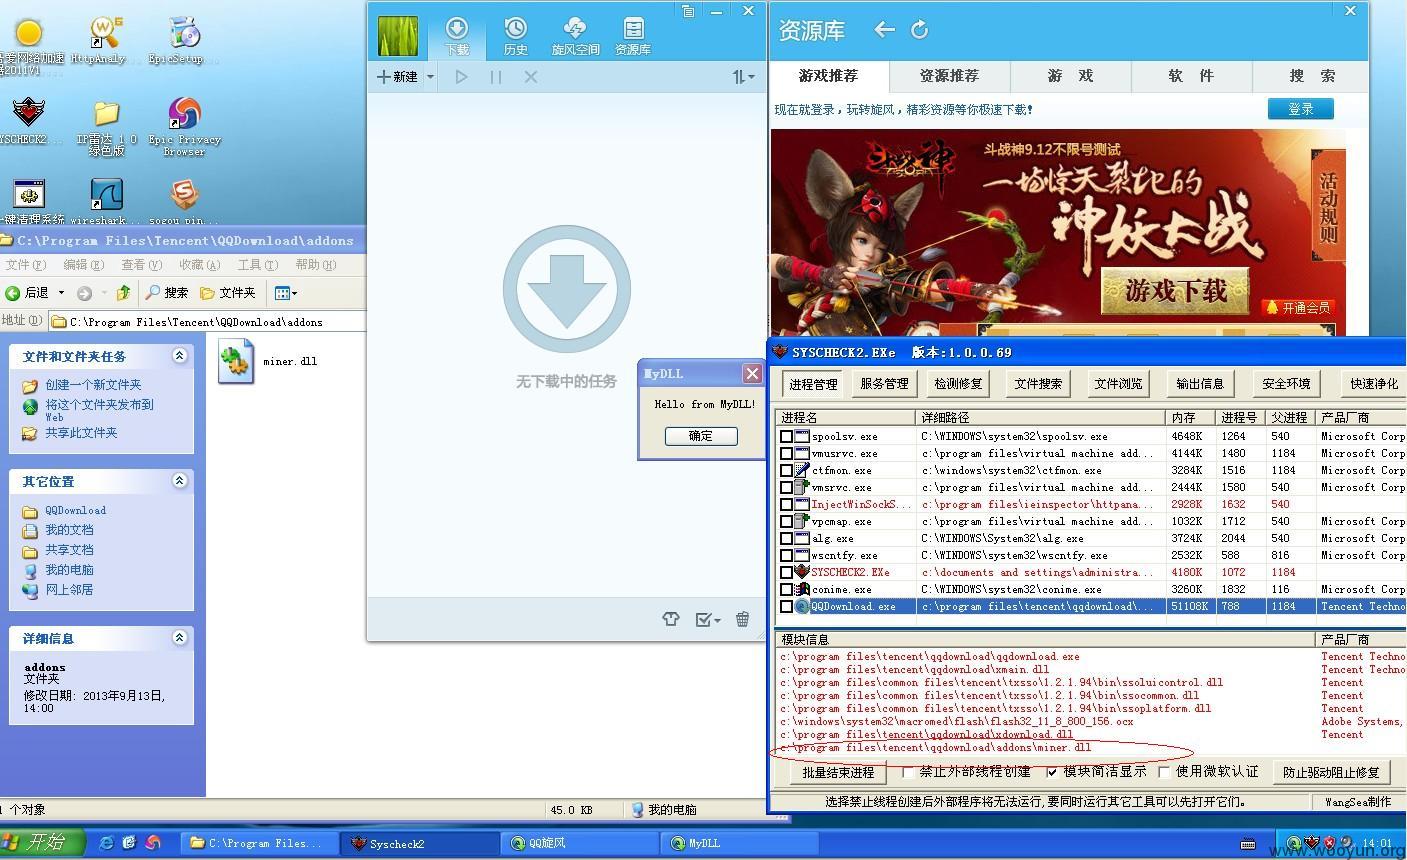 HttpAnaly...
EpicSetup...
吾爱网络加速
器2011V1...
SYSCHECK2...
IP雷达 1.0
绿色版
Epic Privacy
Browser
一键清理系统
wireshark...
sogou_pin...
C:\Program Files\Tencent\QQDownload\addons
文件(F) 编辑(E) 查看(V) 收藏(A) 工具(T) 帮助(H)
后退 搜索 文件夹
地址(D) C:\Program Files\Tencent\QQDownload\addons
文件和文件夹任务
创建一个新文件夹
将这个文件夹发布到
Web
共享此文件夹
其它位置
QQDownload
我的文档
共享文档
我的电脑
网上邻居
详细信息
addons
文件夹
修改日期: 2013年9月13日,
14:00
miner.dll
1 个对象 45.0 KB 我的电脑
下载 历史 旋风空间 资源库
新建
无下载中的任务
MyDLL
Hello from MyDLL!
确定
资源库
游戏推荐 资源推荐 游 戏 软 件 搜 索
现在就登录，玩转旋风，精彩资源等你极速下载! 登录
斗战神
斗战神9.12不限号测试
一场惊天裂地的
神妖大战
活动规则
游戏下载
开通会员
SYSCHECK2.EXe 版本:1.0.0.69
进程管理 服务管理 检测修复 文件搜索 文件浏览 输出信息 安全环境 快速净化
进程名 详细路径 内存 进程号 父进程 产品厂商
spoolsv.exe C:\WINDOWS\system32\spoolsv.exe 4648K 1264 540 Microsoft Corp
vmusrvc.exe c:\program files\virtual machine add... 4144K 1480 1184 Microsoft Corp
ctfmon.exe c:\windows\system32\ctfmon.exe 3284K 1516 1184 Microsoft Corp
vmsrvc.exe c:\program files\virtual machine add... 2444K 1580 540 Microsoft Corp
InjectWinSockS... c:\program files\ieinspector\httpana... 2928K 1632 540
vpcmap.exe c:\program files\virtual machine add... 1032K 1712 540 Microsoft Corp
alg.exe C:\WINDOWS\System32\alg.exe 3724K 2044 540 Microsoft Corp
wscntfy.exe C:\WINDOWS\system32\wscntfy.exe 2532K 588 816 Microsoft Corp
SYSCHECK2.EXe c:\documents and settings\administra... 4180K 1072 1184
conime.exe C:\WINDOWS\system32\conime.exe 3260K 1832 116 Microsoft Corp
QQDownload.exe c:\program files\tencent\qqdownload\... 51108K 788 1184 Tencent Techno
模块信息 产品厂商
c:\program files\tencent\qqdownload\qqdownload.exe Tencent Techno
c:\program files\tencent\qqdownload\xmain.dll Tencent Techno
c:\program files\common files\tencent\txsso\1.2.1.94\bin\ssoluicontrol.dll Tencent
c:\program files\common files\tencent\txsso\1.2.1.94\bin\ssocommon.dll Tencent
c:\program files\common files\tencent\txsso\1.2.1.94\bin\ssoplatform.dll Tencent
c:\windows\system32\macromed\flash\flash32_11_8_800_156.ocx Adobe Systems,
c:\program files\tencent\qqdownload\xdownload.dll Tencent
c:\program files\tencent\qqdownload\addons\miner.dll
批量结束进程 禁止外部线程创建 模块简洁显示 使用微软认证 防止驱动阻止修复
选择禁止线程创建后外部程序将无法运行,要同时运行其它工具可以先打开它们。 WangSea制作
开始 C:\Program Files... Syscheck2 QQ旋风 MyDLL 14:01
www.wooyun.org